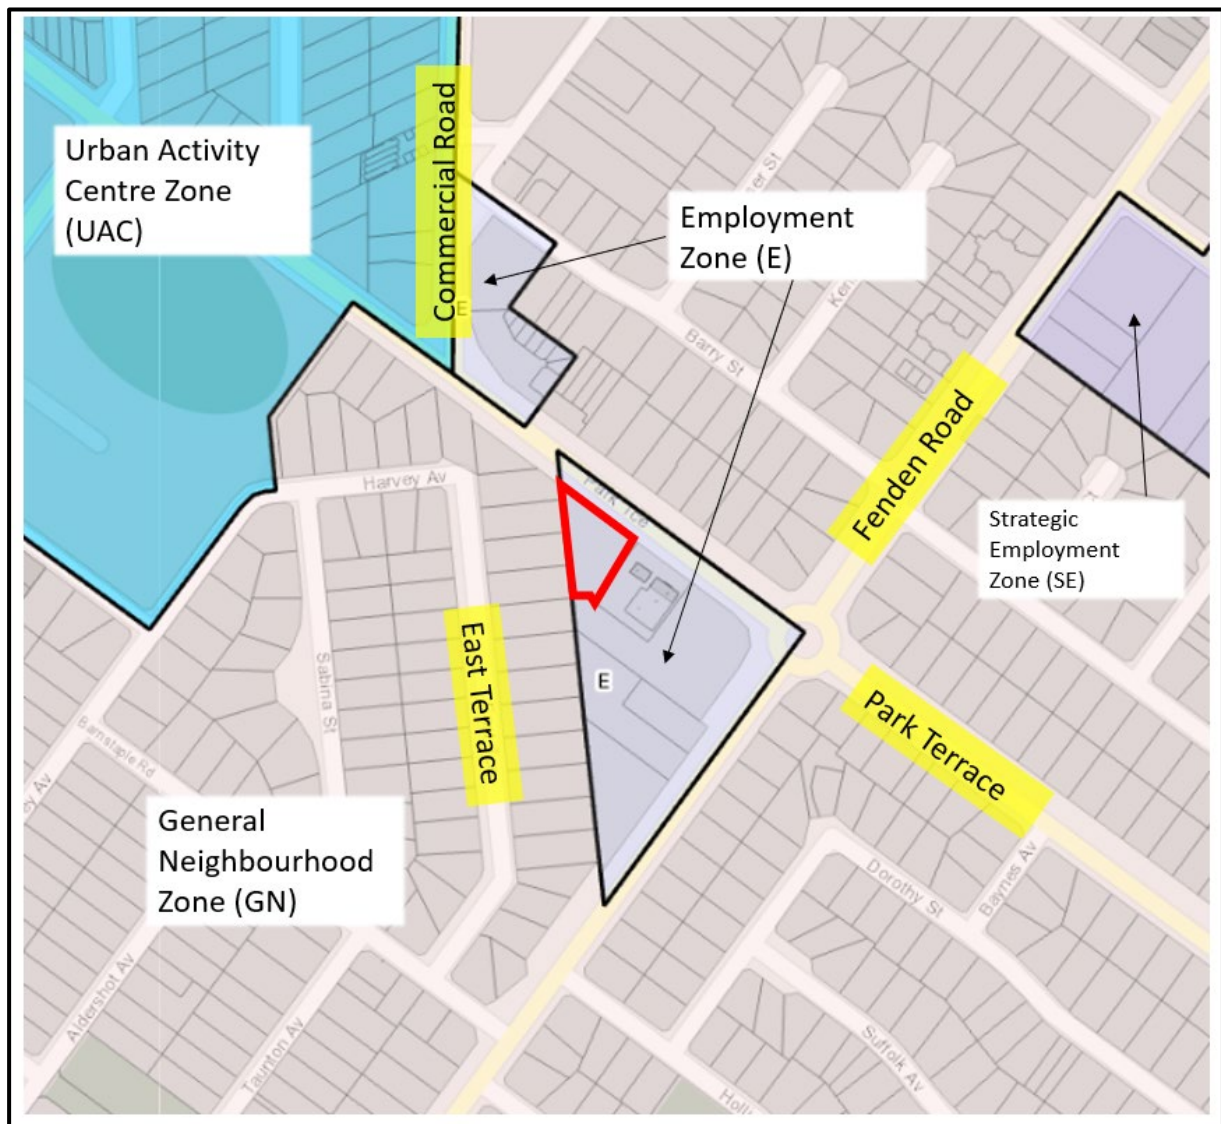 Urban Activity
Centre Zone
(UAC)
Commercial Road
E
Employment
Zone (E)
Barry St
Fenden Road
Strategic
Employment
Zone (SE)
Harvey Av
Park Tce
East Terrace
E
Sabina St
Park Terrace
Barnstaple Rd
General
Neighbourhood
Zone (GN)
Dorothy St
Baynes Av
Aldershot Av
Taunton Av
Suffolk Av